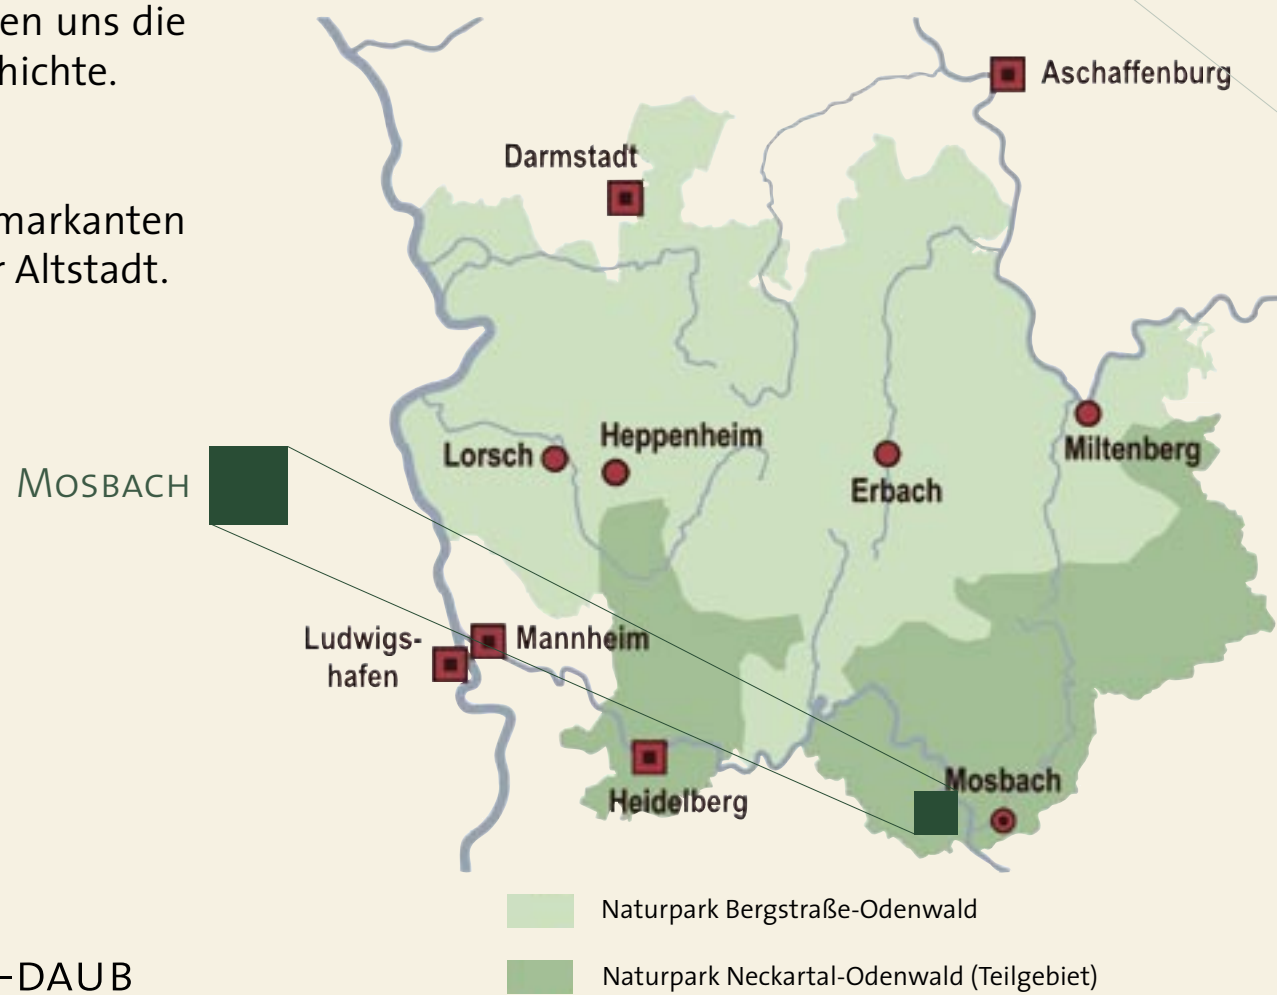 en uns die
hichte.
markanten
r Altstadt.
Aschaffenburg
Darmstadt
Heppenheim
Lorsch
Miltenberg
MOSBACH
Erbach
Ludwigs-
hafen
Mannheim
Mosbach
Heidelberg
Naturpark Bergstraße-Odenwald
Naturpark Neckartal-Odenwald (Teilgebiet)
-DAUB